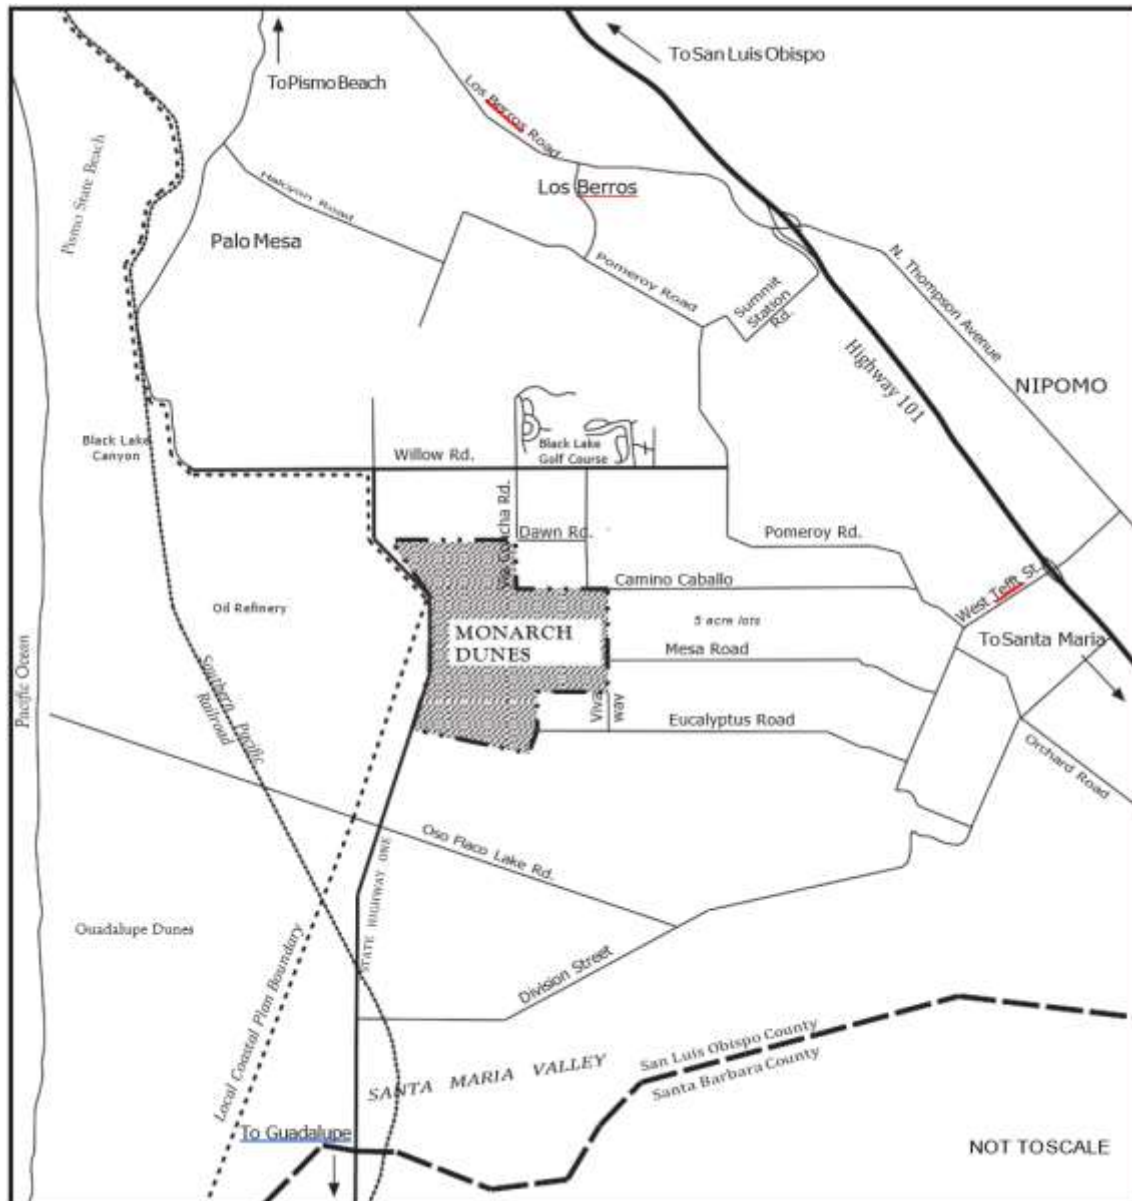 To San Luis Obispo
To Pismo Beach
Los Berros Road
Pismo State Beach
Halcyon Road
Los Berros
Palo Mesa
N. Thompson Avenue
Pomeroy Road
Summit
Station
Rd.
Highway 101
NIPOMO
Black Lake
Canyon
Willow Rd.
Black Lake
Golf Course
Via Concha Rd.
Dawn Rd.
Pomeroy Rd.
Camino Caballo
West Tefft St.
Oil Refinery
5 acre lots
MONARCH
DUNES
Mesa Road
To Santa Maria
Pacific Ocean
Southern Pacific
Railroad
Viva
way
Eucalyptus Road
Orchard Road
Oso Flaco Lake Rd.
STATE HIGHWAY ONE
Guadalupe Dunes
Local Coastal Plan Boundary
Division Street
San Luis Obispo County
Santa Barbara County
SANTA MARIA VALLEY
To Guadalupe
NOT TO SCALE